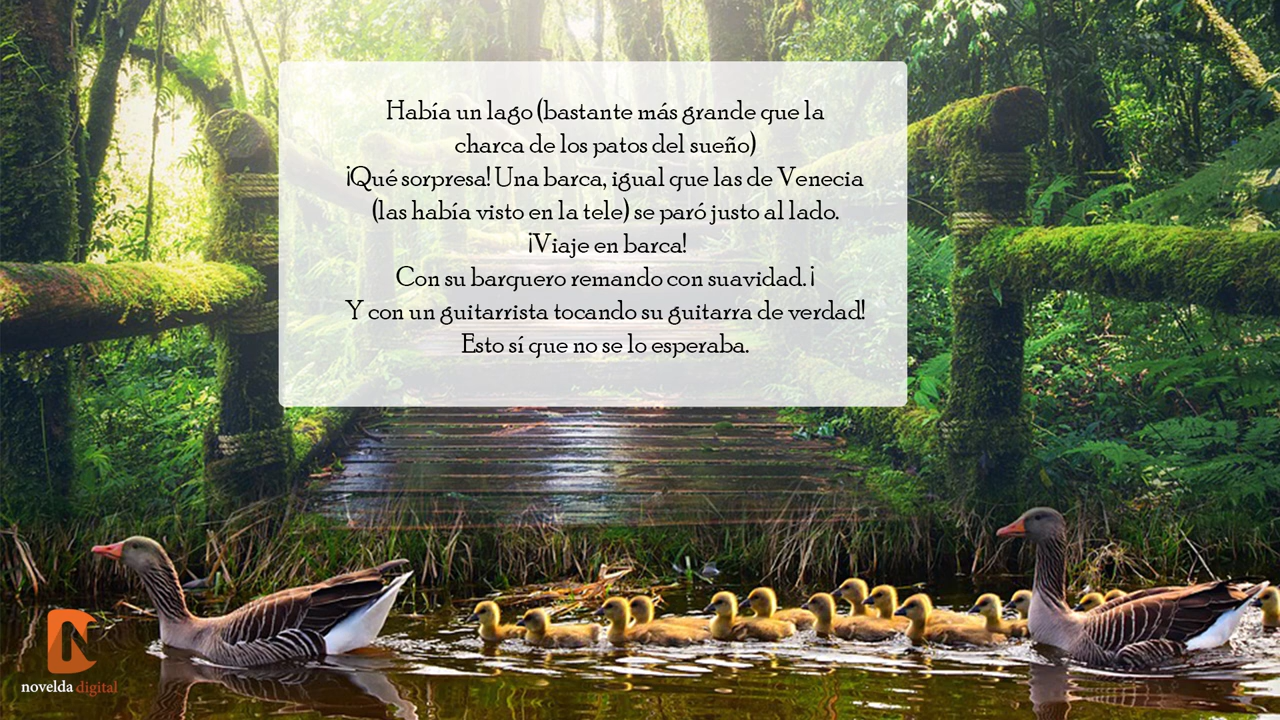 Había un lago (bastante más grande que la
charca de los patos del sueño)
¡Qué sorpresa! Una barca, igual que las de Venecia
(las había visto en la tele) se paró justo al lado.
¡Viaje en barca!
Con su barquero remando con suavidad. ¡
Y con un guitarrista tocando su guitarra de verdad!
Esto sí que no se lo esperaba.
novelda digital